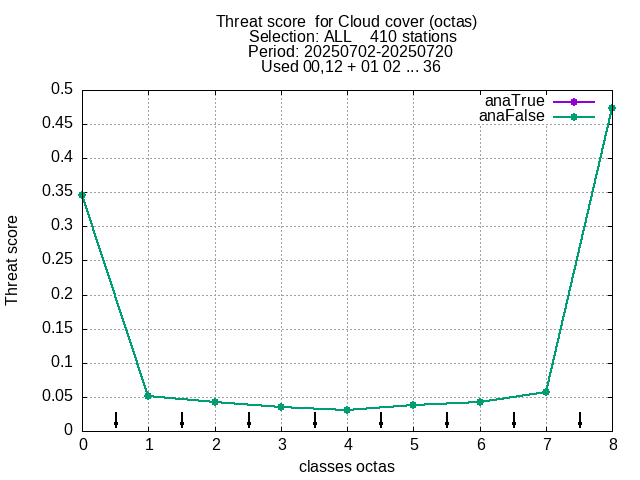 Threat score  for Cloud cover (octas)
Selection: ALL    410 stations
Period: 20250702-20250720
Used 00,12 + 01 02 ... 36
anaTrue
anaFalse
0.5
0.45
0.4
0.35
0.3
0.25
0.2
0.15
0.1
0.05
0
Threat score
0 1 2 3 4 5 6 7 8
classes octas